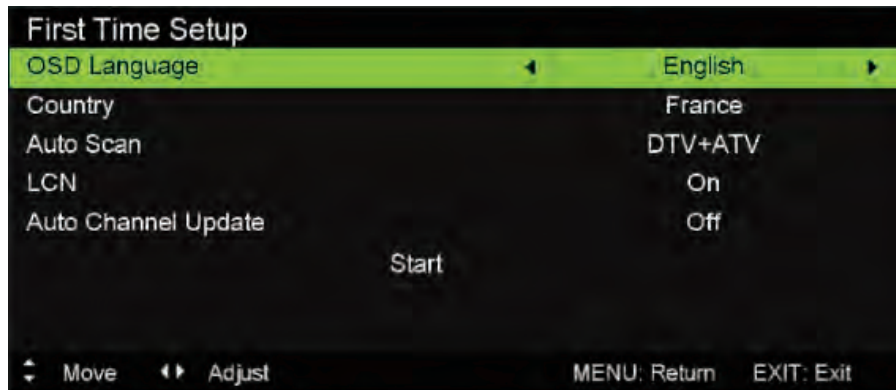 First Time Setup
OSD Language English
Country France
Auto Scan DTV+ATV
LCN On
Auto Channel Update Off
Start
Move Adjust MENU: Return EXIT: Exit